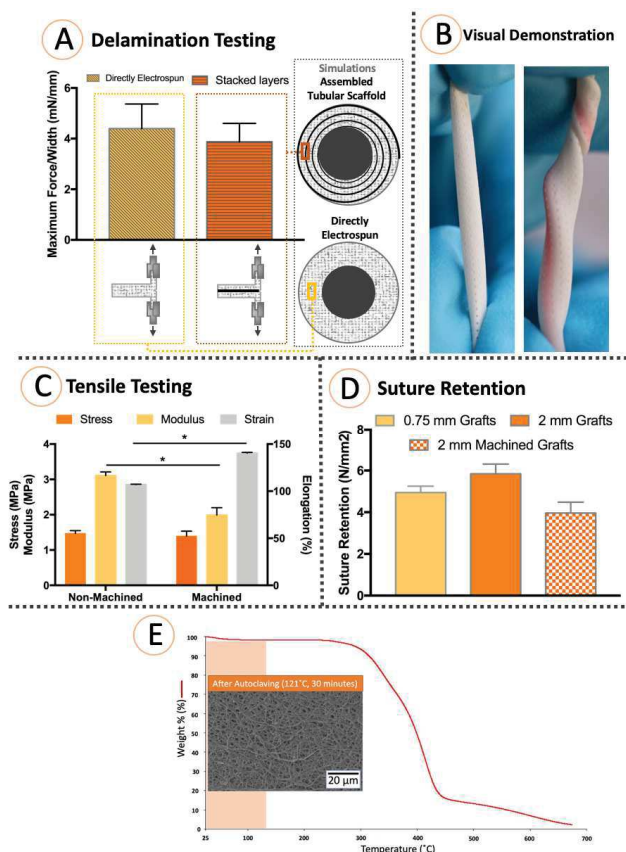 A Delamination Testing
Directly Electrospun
Stacked layers
Maximum Force/Width (mN/mm)
6
4
2
0
Simulations
Assembled
Tubular Scaffold
Directly
Electrospun
B Visual Demonstration
C Tensile Testing
Stress
Modulus
Strain
Stress (MPa)
Modulus (MPa)
4
3
2
1
0
*
*
150
100
50
0
Elongation
(%)
Non-Machined
Machined
D Suture Retention
0.75 mm Grafts
2 mm Grafts
2 mm Machined Grafts
Suture Retention (N/mm2)
8
6
4
2
0
E
Weight % (%)
100
90
80
70
60
50
40
30
20
10
0
After Autoclaving (121˚C, 30 minutes)
20 μm
25
100
200
300
400
500
600
700
Temperature (˚C)